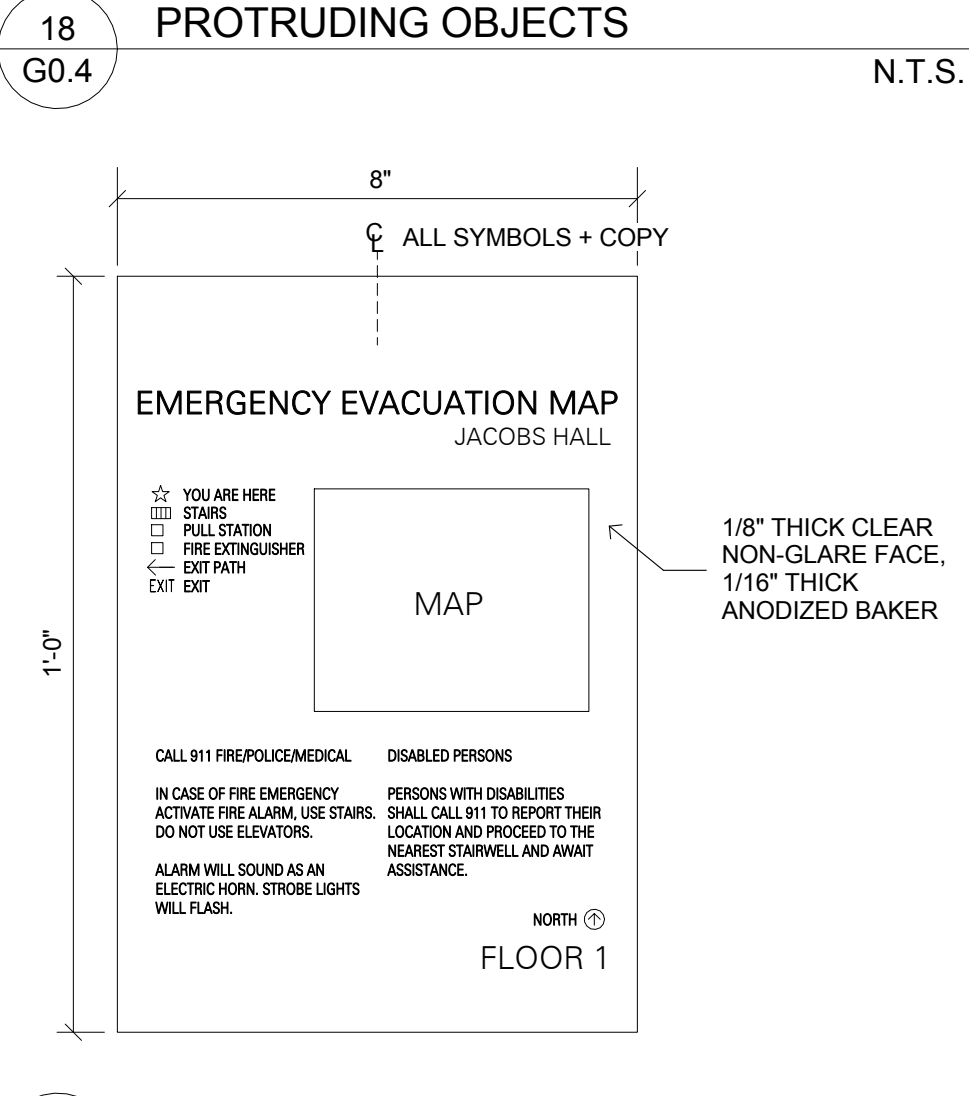 18
G0.4
PROTRUDING OBJECTS
N.T.S.
8"
℄ ALL SYMBOLS + COPY
1'-0"
EMERGENCY EVACUATION MAP
JACOBS HALL
YOU ARE HERE
STAIRS
PULL STATION
FIRE EXTINGUISHER
EXIT PATH
EXIT EXIT
MAP
1/8" THICK CLEAR
NON-GLARE FACE,
1/16" THICK
ANODIZED BAKER
CALL 911 FIRE/POLICE/MEDICAL
IN CASE OF FIRE EMERGENCY
ACTIVATE FIRE ALARM, USE STAIRS.
DO NOT USE ELEVATORS.
ALARM WILL SOUND AS AN
ELECTRIC HORN. STROBE LIGHTS
WILL FLASH.
DISABLED PERSONS
PERSONS WITH DISABILITIES
SHALL CALL 911 TO REPORT THEIR
LOCATION AND PROCEED TO THE
NEAREST STAIRWELL AND AWAIT
ASSISTANCE.
NORTH
FLOOR 1